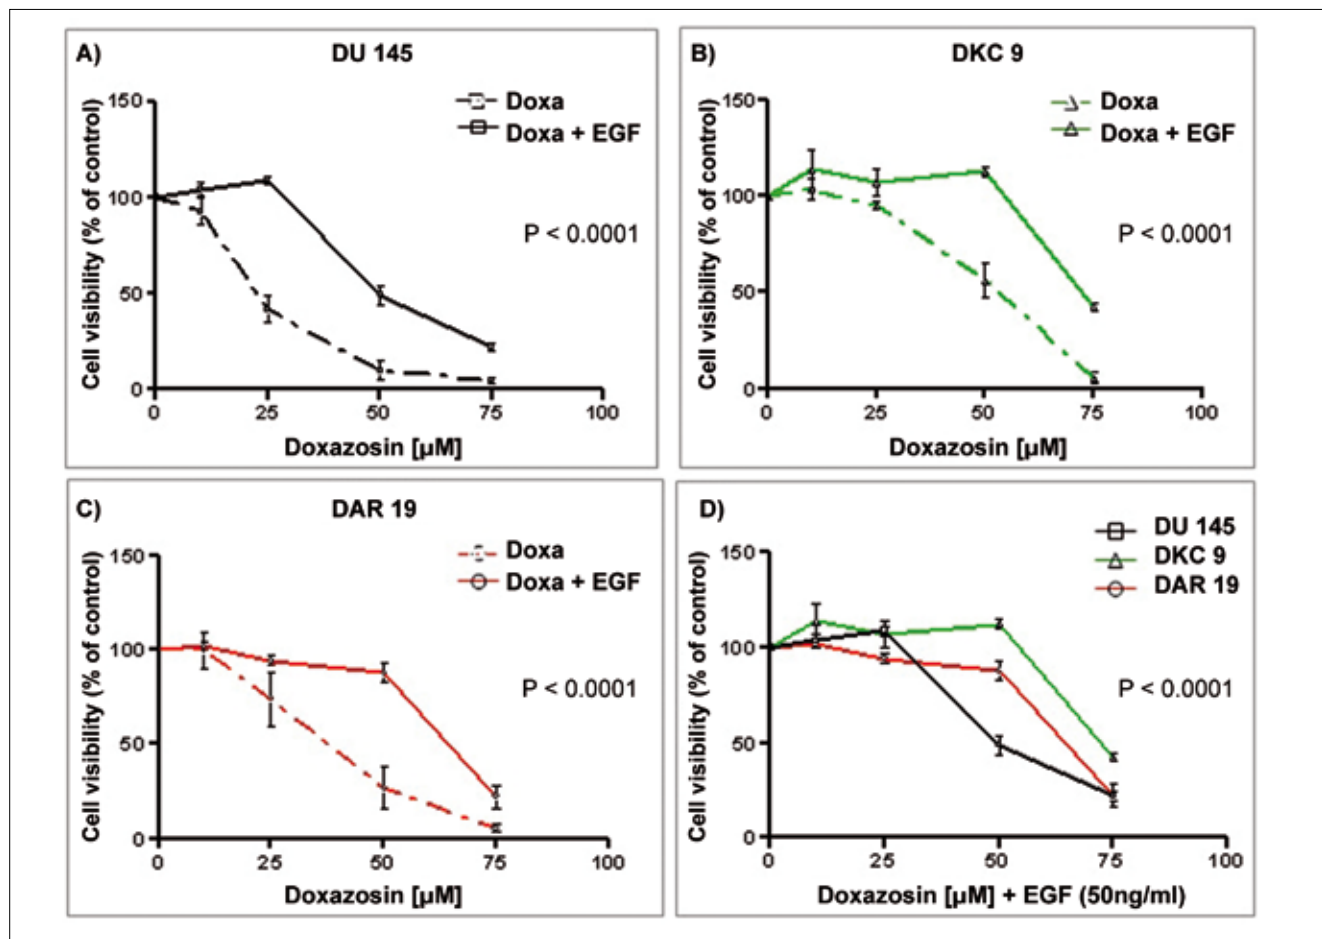 A)
DU 145
Doxa
Doxa + EGF
150
100
50
0
Cell visibility (% of control)
P < 0.0001
0 25 50 75 100
Doxazosin [µM]
B)
DKC 9
Doxa
Doxa + EGF
150
100
50
0
Cell visibility (% of control)
P < 0.0001
0 25 50 75 100
Doxazosin [µM]
C)
DAR 19
Doxa
Doxa + EGF
150
100
50
0
Cell visibility (% of control)
P < 0.0001
0 25 50 75 100
Doxazosin [µM]
D)
DU 145
DKC 9
DAR 19
150
100
50
0
Cell visibility (% of control)
P < 0.0001
0 25 50 75 100
Doxazosin [µM] + EGF (50ng/ml)